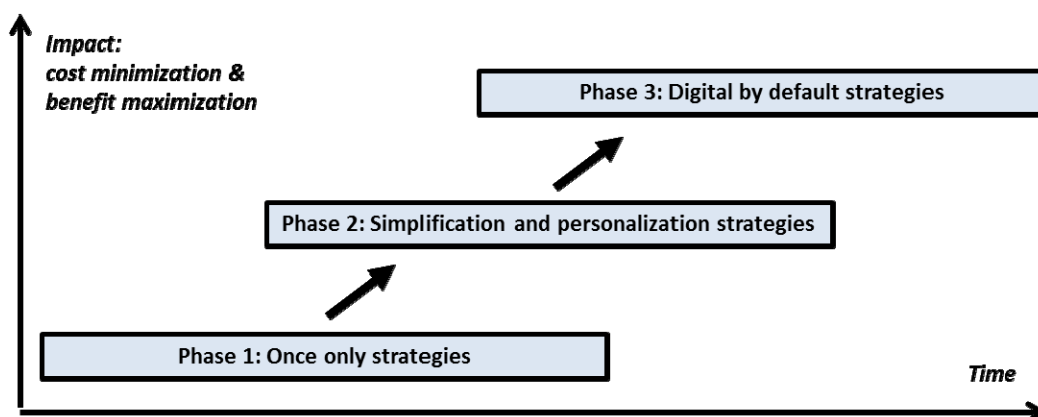 Impact:
cost minimization &
benefit maximization
Phase 3: Digital by default strategies
Phase 2: Simplification and personalization strategies
Phase 1: Once only strategies
Time